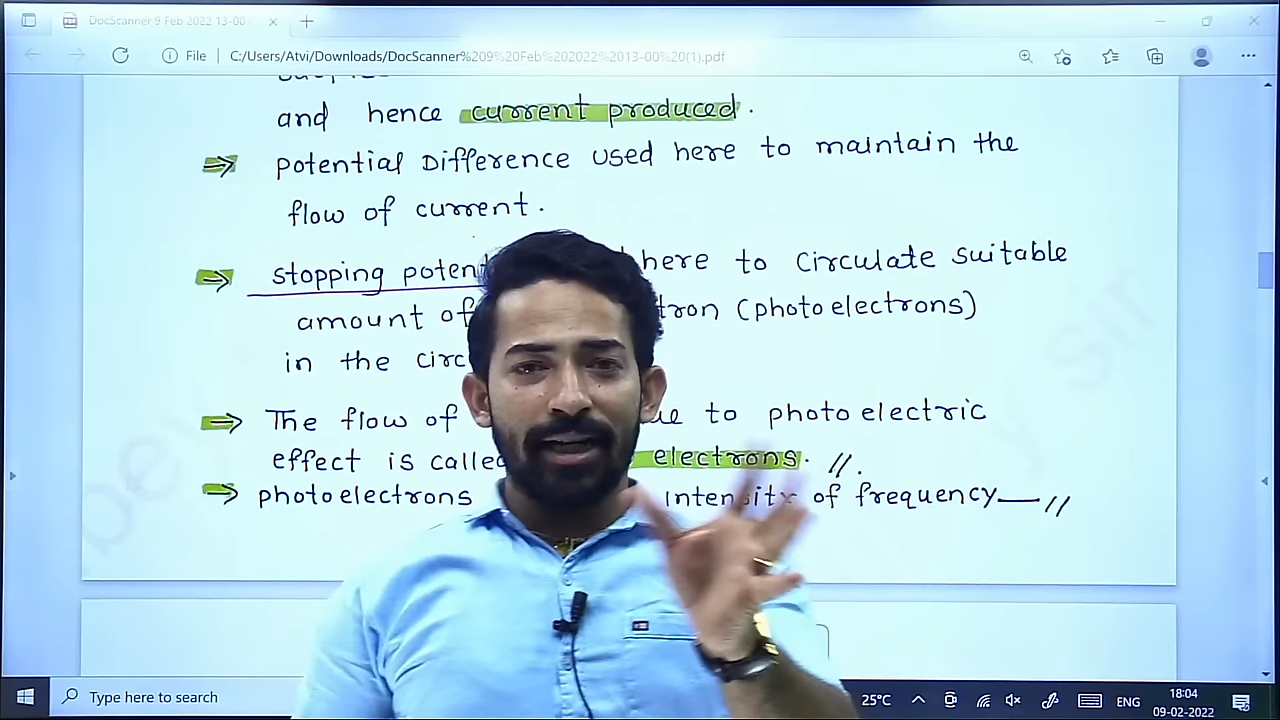 DocScanner 9 Feb 2022 13-00
File C:/Users/Atvi/Downloads/DocScanner%209%20Feb%202022%2013-00%20(1).pdf
and hence current produced.
⇒ potential Difference used here to maintain the
flow of current.
⇒ stopping poten here to circulate suitable
amount of tron (photoelectrons)
in the circ
⇒ The flow of ue to photo electric
effect is called electrons. //.
⇒ photoelectrons intensity of frequency—//
Type here to search
25°C ENG 18:04
09-02-2022